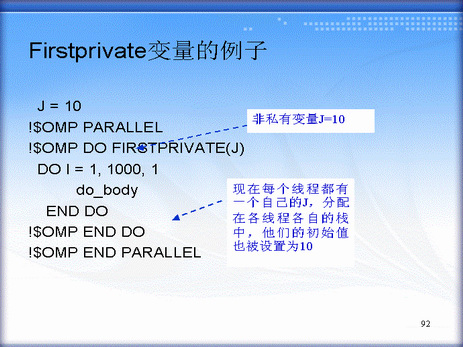 Firstprivate变量的例子
J = 10
!$OMP PARALLEL
!$OMP DO FIRSTPRIVATE(J)
DO I = 1, 1000, 1
do_body
END DO
!$OMP END DO
!$OMP END PARALLEL
非私有变量J=10
现在每个线程都有
一个自己的J，分配
在各线程各自的栈
中，他们的初始值
也被设置为10
92